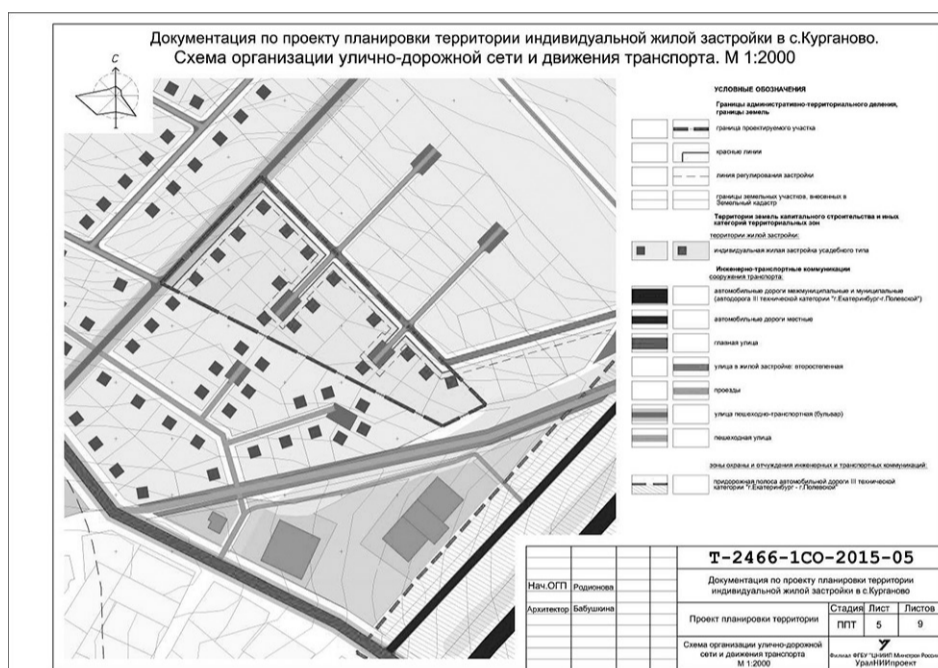 Документация по проекту планировки территории индивидуальной жилой застройки в с.Курганово.
Схема организации улично-дорожной сети и движения транспорта. М 1:2000
С
УСЛОВНЫЕ ОБОЗНАЧЕНИЯ
Границы административно-территориального деления,
границы земель
граница проектируемого участка
красные линии
линия регулирования застройки
границы земельных участков, внесенных в
Земельный кадастр
Территории земель капитального строительства и иных
категорий территориальных зон
территории жилой застройки:
индивидуальная жилая застройка усадебного типа
Инженерно-транспортные коммуникации
сооружения транспорта:
автомобильные дороги межмуниципальные и муниципальные
(автодорога III технической категории "г.Екатеринбург-г.Полевской")
автомобильные дороги местные
главная улица
улица в жилой застройке: второстепенная
проезды
улица пешеходно-транспортная (бульвар)
пешеходная улица
зоны охраны и отчуждения инженерных и транспортных коммуникаций:
придорожная полоса автомобильной дороги III технической
категории "г.Екатеринбург - г.Полевской"
Т-2466-1СО-2015-05
Документация по проекту планировки территории
индивидуальной жилой застройки в с.Курганово
Нач.ОГП Родионова
Архитектор Бабушкина
Проект планировки территории
Стадия Лист Листов
ППТ 5 9
Схема организации улично-дорожной
сети и движения транспорта
М 1:2000
Филиал ФГБУ "ЦНИИП Минстроя России"
УралНИИпроект